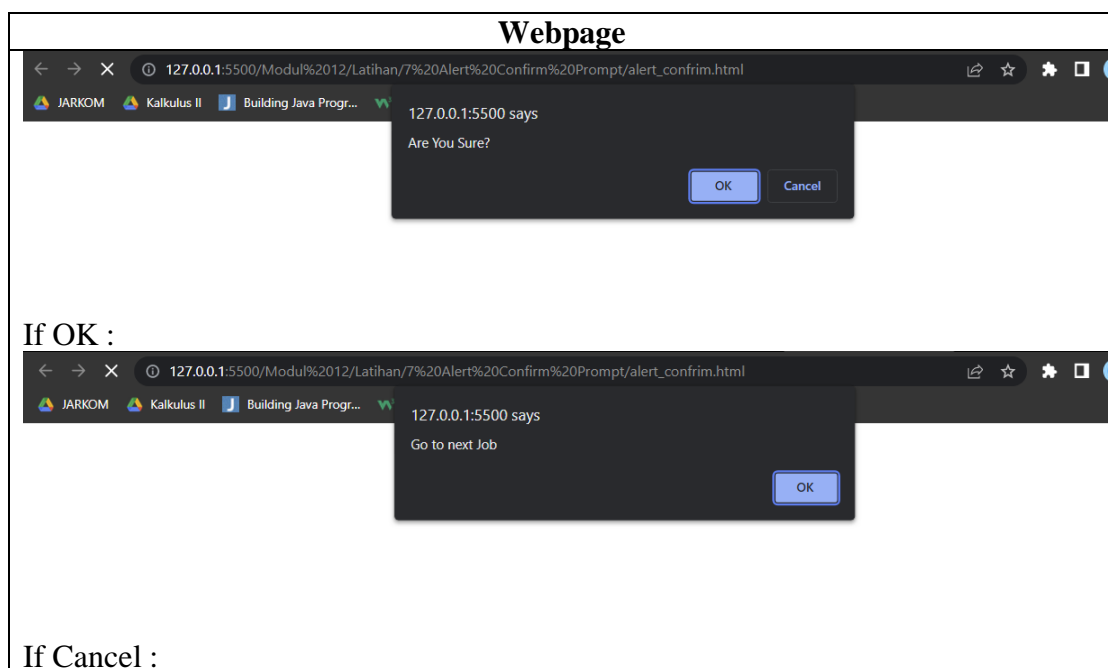 Webpage
127.0.0.1:5500/Modul%2012/Latihan/7%20Alert%20Confirm%20Prompt/alert_confrim.html
JARKOM Kalkulus II Building Java Progr...
127.0.0.1:5500 says
Are You Sure?
OK Cancel
If OK :
127.0.0.1:5500/Modul%2012/Latihan/7%20Alert%20Confirm%20Prompt/alert_confrim.html
JARKOM Kalkulus II Building Java Progr...
127.0.0.1:5500 says
Go to next Job
OK
If Cancel :